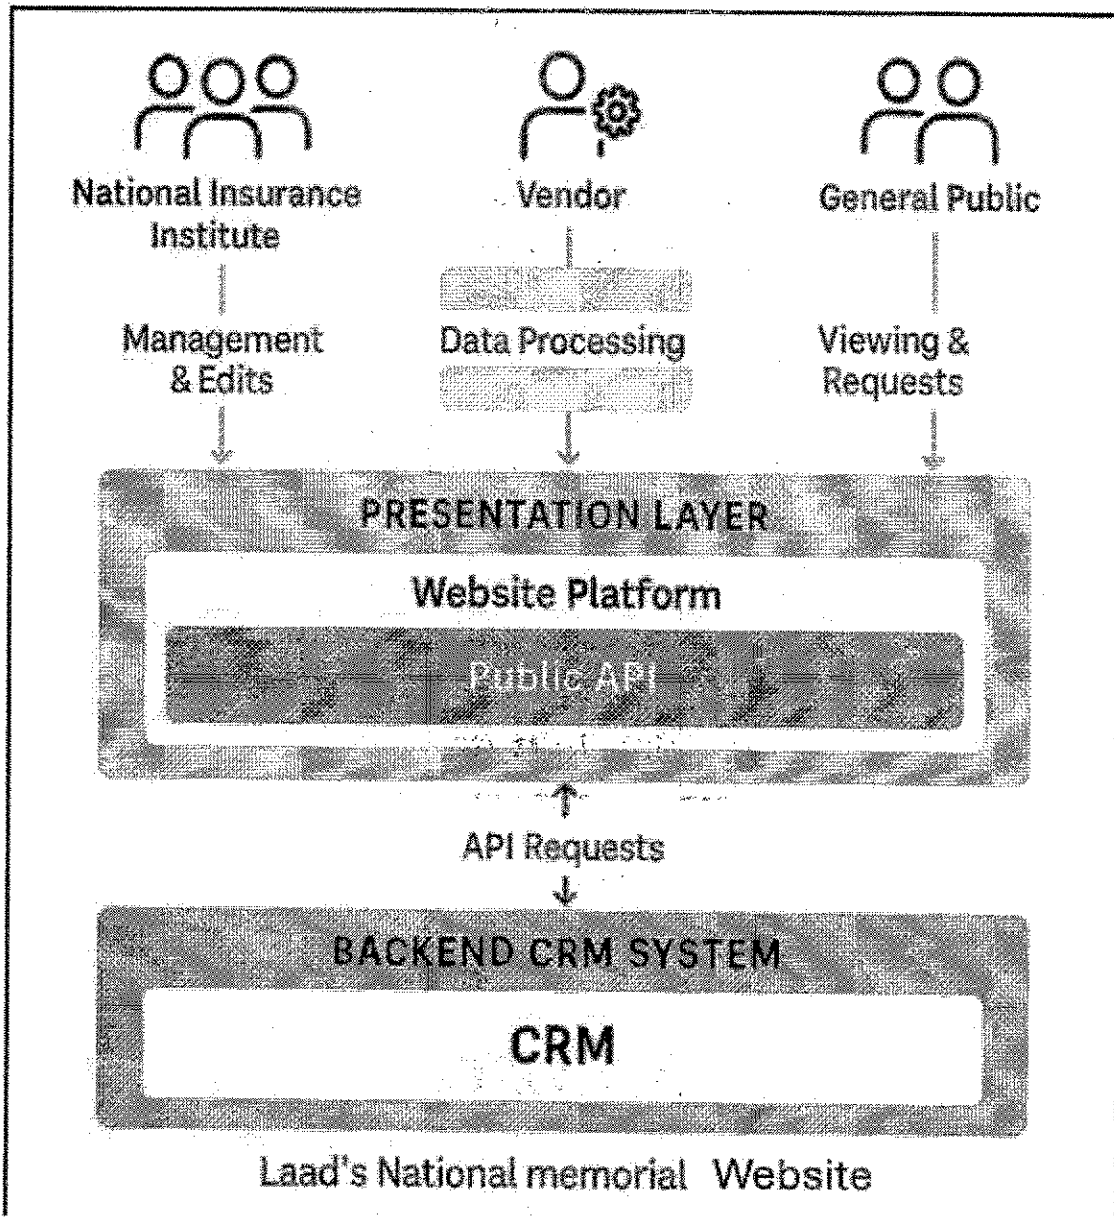 National Insurance
Institute
Vendor
General Public
Management
& Edits
Data Processing
Viewing &
Requests
PRESENTATION LAYER
Website Platform
Public API
API Requests
BACKEND CRM SYSTEM
CRM
Laad's National memorial Website